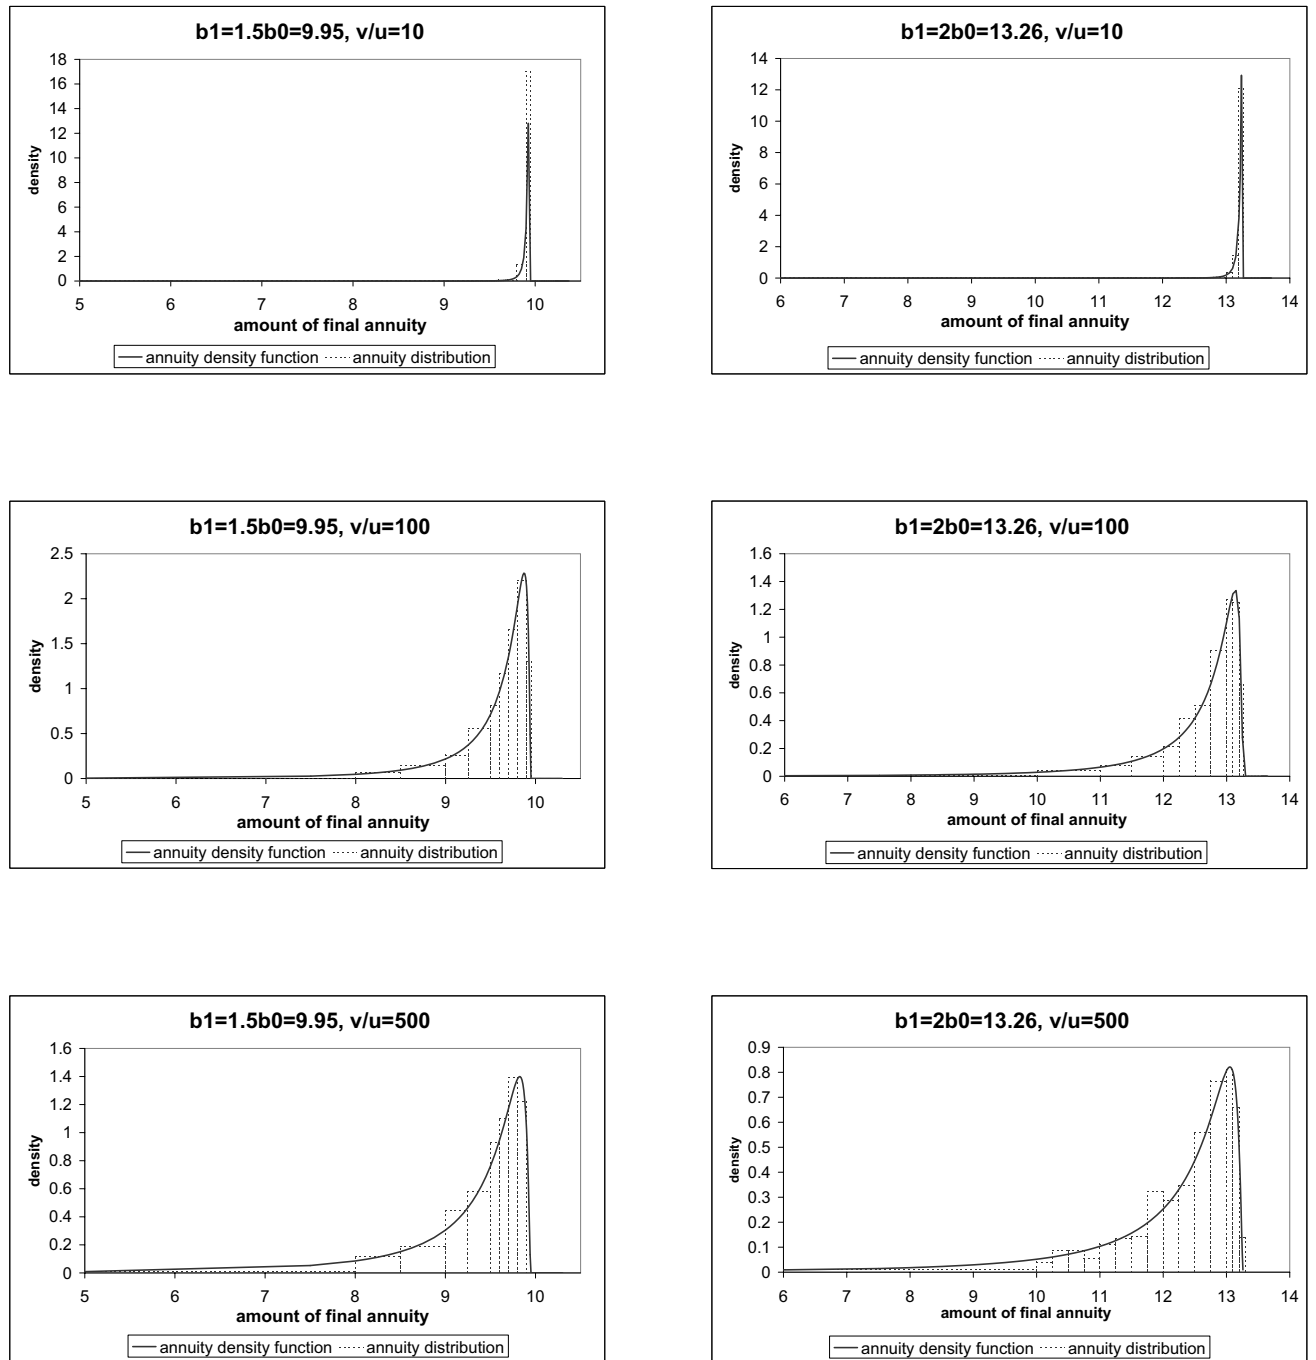 b1=1.5b0=9.95, v/u=10
18
16
14
12
10
8
6
4
2
0
density
5 6 7 8 9 10
amount of final annuity
annuity density function annuity distribution
b1=2b0=13.26, v/u=10
14
12
10
8
6
4
2
0
density
6 7 8 9 10 11 12 13 14
amount of final annuity
annuity density function annuity distribution
b1=1.5b0=9.95, v/u=100
2.5
2
1.5
1
0.5
0
density
5 6 7 8 9 10
amount of final annuity
annuity density function annuity distribution
b1=2b0=13.26, v/u=100
1.6
1.4
1.2
1
0.8
0.6
0.4
0.2
0
density
6 7 8 9 10 11 12 13 14
amount of final annuity
annuity density function annuity distribution
b1=1.5b0=9.95, v/u=500
1.6
1.4
1.2
1
0.8
0.6
0.4
0.2
0
density
5 6 7 8 9 10
amount of final annuity
annuity density function annuity distribution
b1=2b0=13.26, v/u=500
0.9
0.8
0.7
0.6
0.5
0.4
0.3
0.2
0.1
0
density
6 7 8 9 10 11 12 13 14
amount of final annuity
annuity density function annuity distribution